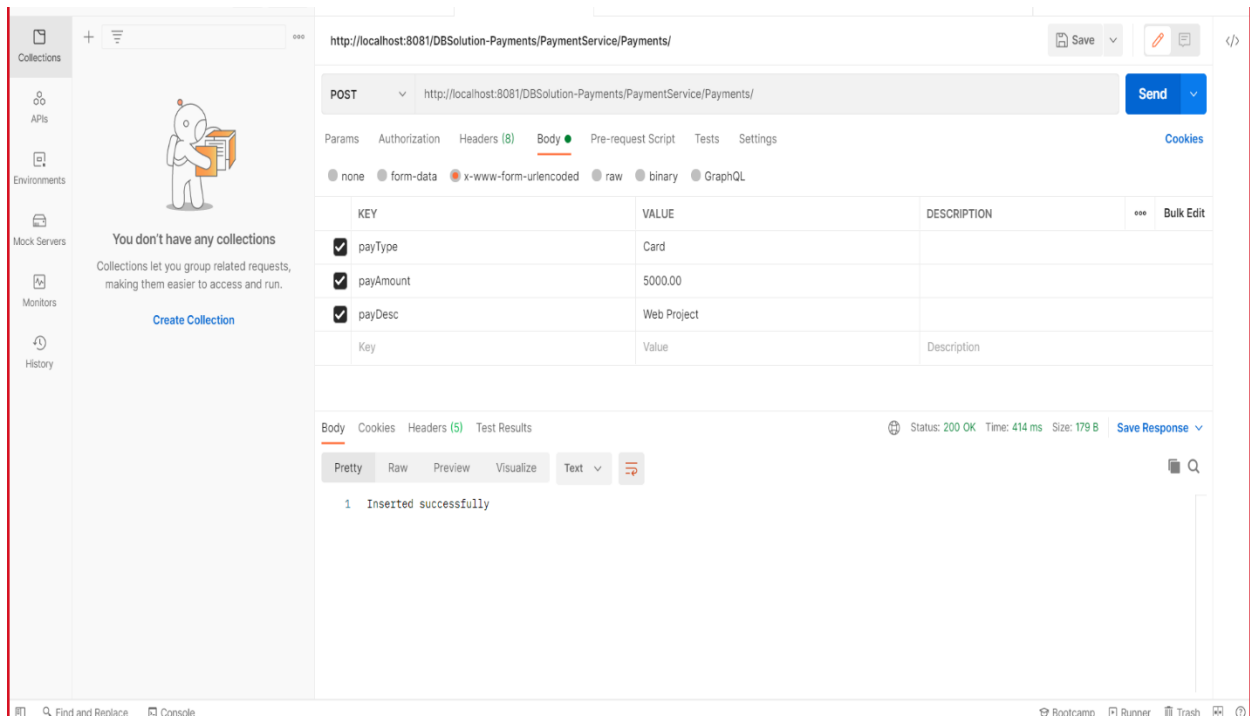 Collections
APIs
Environments
Mock Servers
Monitors
History
You don't have any collections
Collections let you group related requests,
making them easier to access and run.
Create Collection
http://localhost:8081/DBSolution-Payments/PaymentService/Payments/
Save
POST http://localhost:8081/DBSolution-Payments/PaymentService/Payments/ Send
Params Authorization Headers (8) Body Pre-request Script Tests Settings Cookies
none form-data x-www-form-urlencoded raw binary GraphQL
KEY VALUE DESCRIPTION Bulk Edit
payType Card
payAmount 5000.00
payDesc Web Project
Key Value Description
Body Cookies Headers (5) Test Results Status: 200 OK Time: 414 ms Size: 179 B Save Response
Pretty Raw Preview Visualize Text
1 Inserted successfully
Find and Replace Console Bootcamp Runner Trash